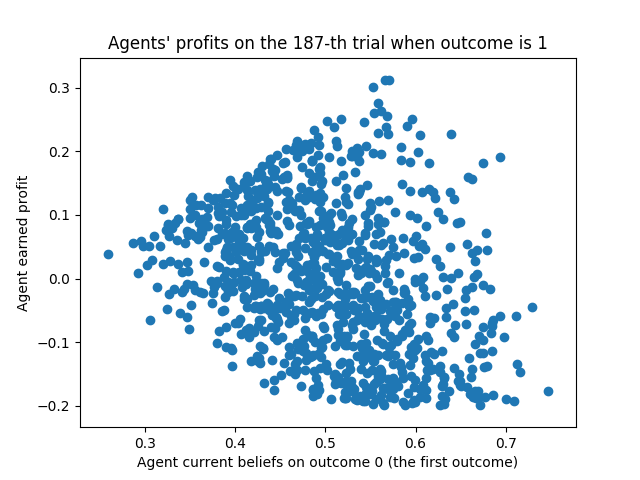 Agents' profits on the 187-th trial when outcome is 1
0.3
0.2
0.1
0.0
−0.1
−0.2
Agent earned profit
0.3 0.4 0.5 0.6 0.7
Agent current beliefs on outcome 0 (the first outcome)